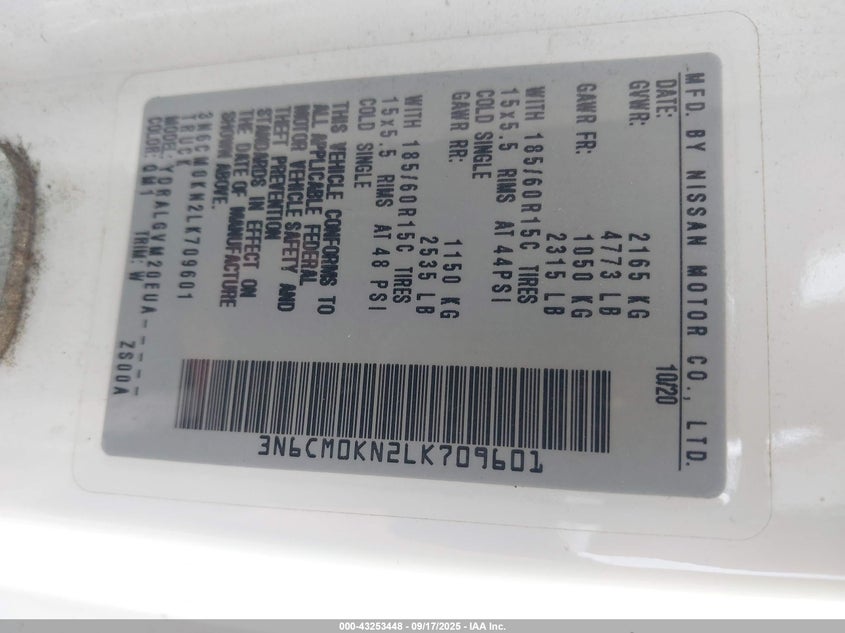 MFD. BY NISSAN MOTOR CO., LTD.
DATE: 10/20
GVWR: 2165 KG
4773 LB
GAWR FR: 1050 KG
2315 LB
WITH 185/60R15C TIRES
15x5.5 RIMS AT 44PSI
COLD SINGLE
GAWR RR: 1150 KG
2535 LB
WITH 185/60R15C TIRES
15x5.5 RIMS AT 48 PSI
COLD SINGLE
THIS VEHICLE CONFORMS TO
ALL APPLICABLE FEDERAL
MOTOR VEHICLE SAFETY AND
THEFT PREVENTION
STANDARDS IN EFFECT ON
THE DATE OF MANUFACTURE
SHOWN ABOVE.
3N6CM0KN2LK709601
TRUCK
MODEL: YDRALGVM20EUA-----
COLOR: QM1 TRIM: W ZS00A
3N6CM0KN2LK709601
000-43253448 - 09/17/2025 - IAA Inc.